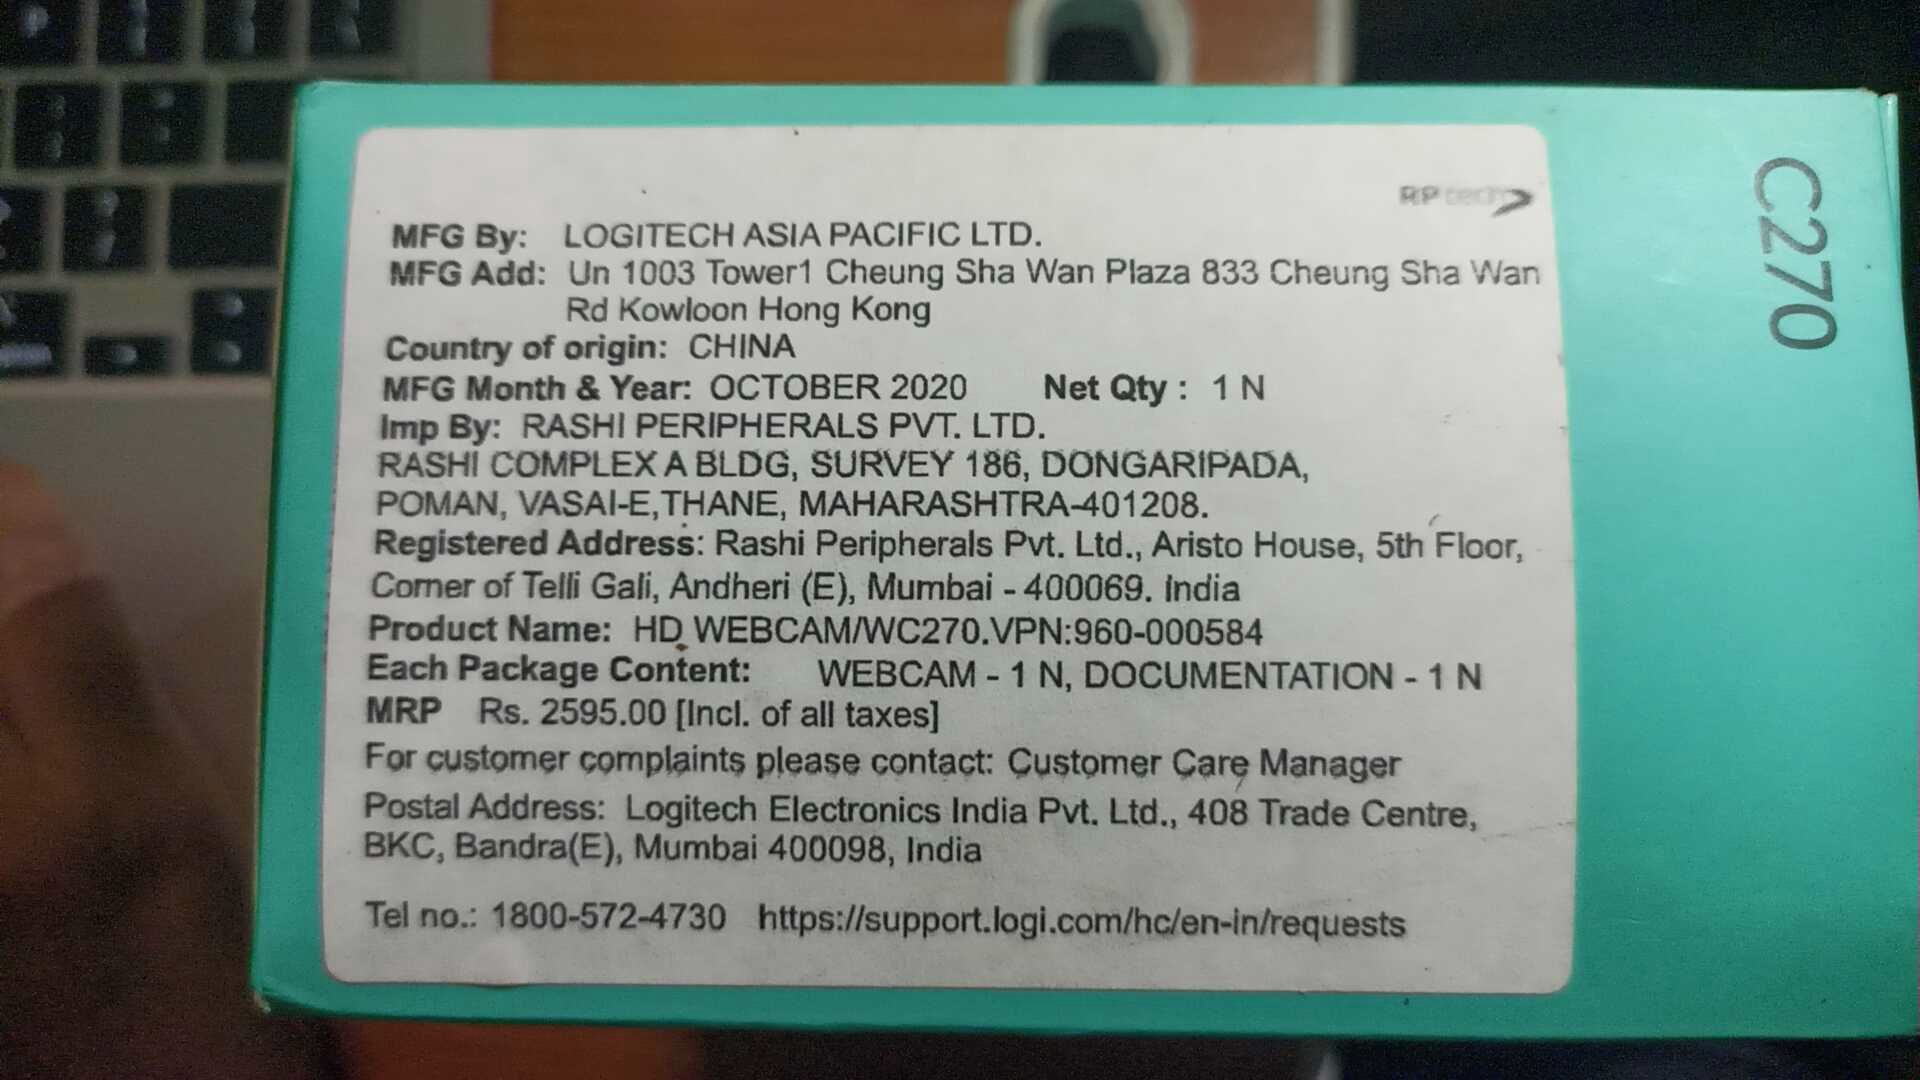 RP tech
MFG By: LOGITECH ASIA PACIFIC LTD.
MFG Add: Un 1003 Tower1 Cheung Sha Wan Plaza 833 Cheung Sha Wan
Rd Kowloon Hong Kong
Country of origin: CHINA
MFG Month & Year: OCTOBER 2020 Net Qty : 1 N
Imp By: RASHI PERIPHERALS PVT. LTD.
RASHI COMPLEX A BLDG, SURVEY 186, DONGARIPADA,
POMAN, VASAI-E,THANE, MAHARASHTRA-401208.
Registered Address: Rashi Peripherals Pvt. Ltd., Aristo House, 5th Floor,
Corner of Telli Gali, Andheri (E), Mumbai - 400069. India
Product Name: HD WEBCAM/WC270.VPN:960-000584
Each Package Content: WEBCAM - 1 N, DOCUMENTATION - 1 N
MRP Rs. 2595.00 [Incl. of all taxes]
For customer complaints please contact: Customer Care Manager
Postal Address: Logitech Electronics India Pvt. Ltd., 408 Trade Centre,
BKC, Bandra(E), Mumbai 400098, India
Tel no.: 1800-572-4730 https://support.logi.com/hc/en-in/requests
C270